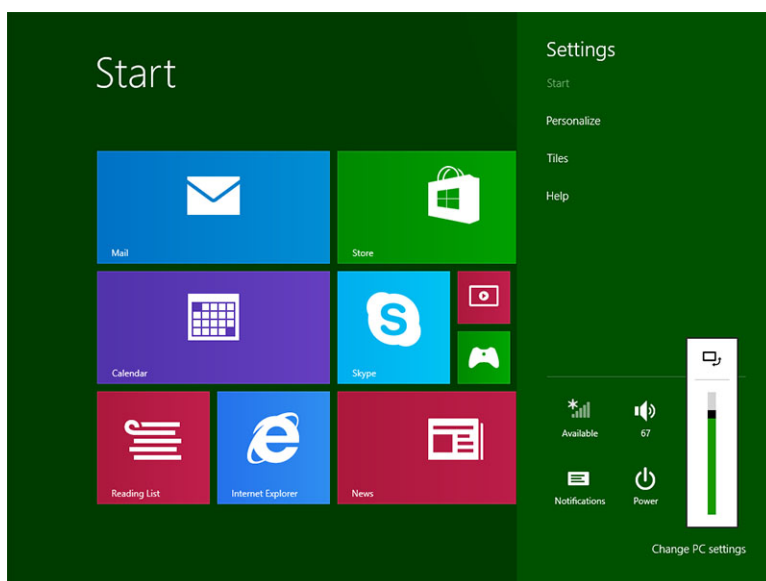 Start
Mail
Store
Calendar
Skype
Reading List
Internet Explorer
News
Settings
Start
Personalize
Tiles
Help
Available
67
Notifications
Power
Change PC settings